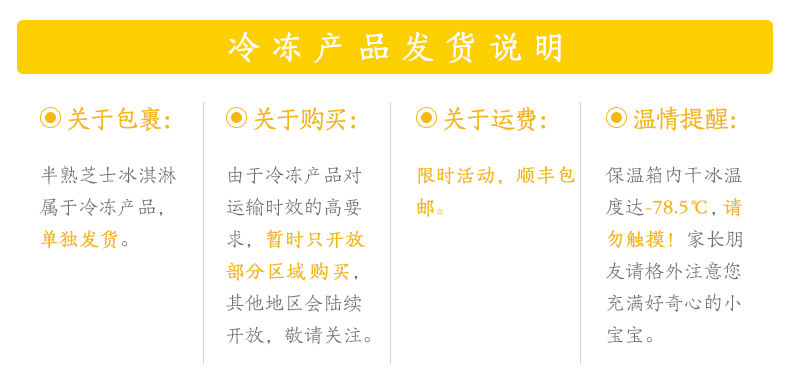 冷冻产品发货说明
关于包裹：
半熟芝士冰淇淋
属于冷冻产品，
单独发货。
关于购买：
由于冷冻产品对
运输时效的高要
求，暂时只开放
部分区域购买，
其他地区会陆续
开放，敬请关注。
关于运费：
限时活动，顺丰包
邮。
温情提醒：
保温箱内干冰温
度达-78.5℃，请
勿触摸！家长朋
友请格外注意您
充满好奇心的小
宝宝。